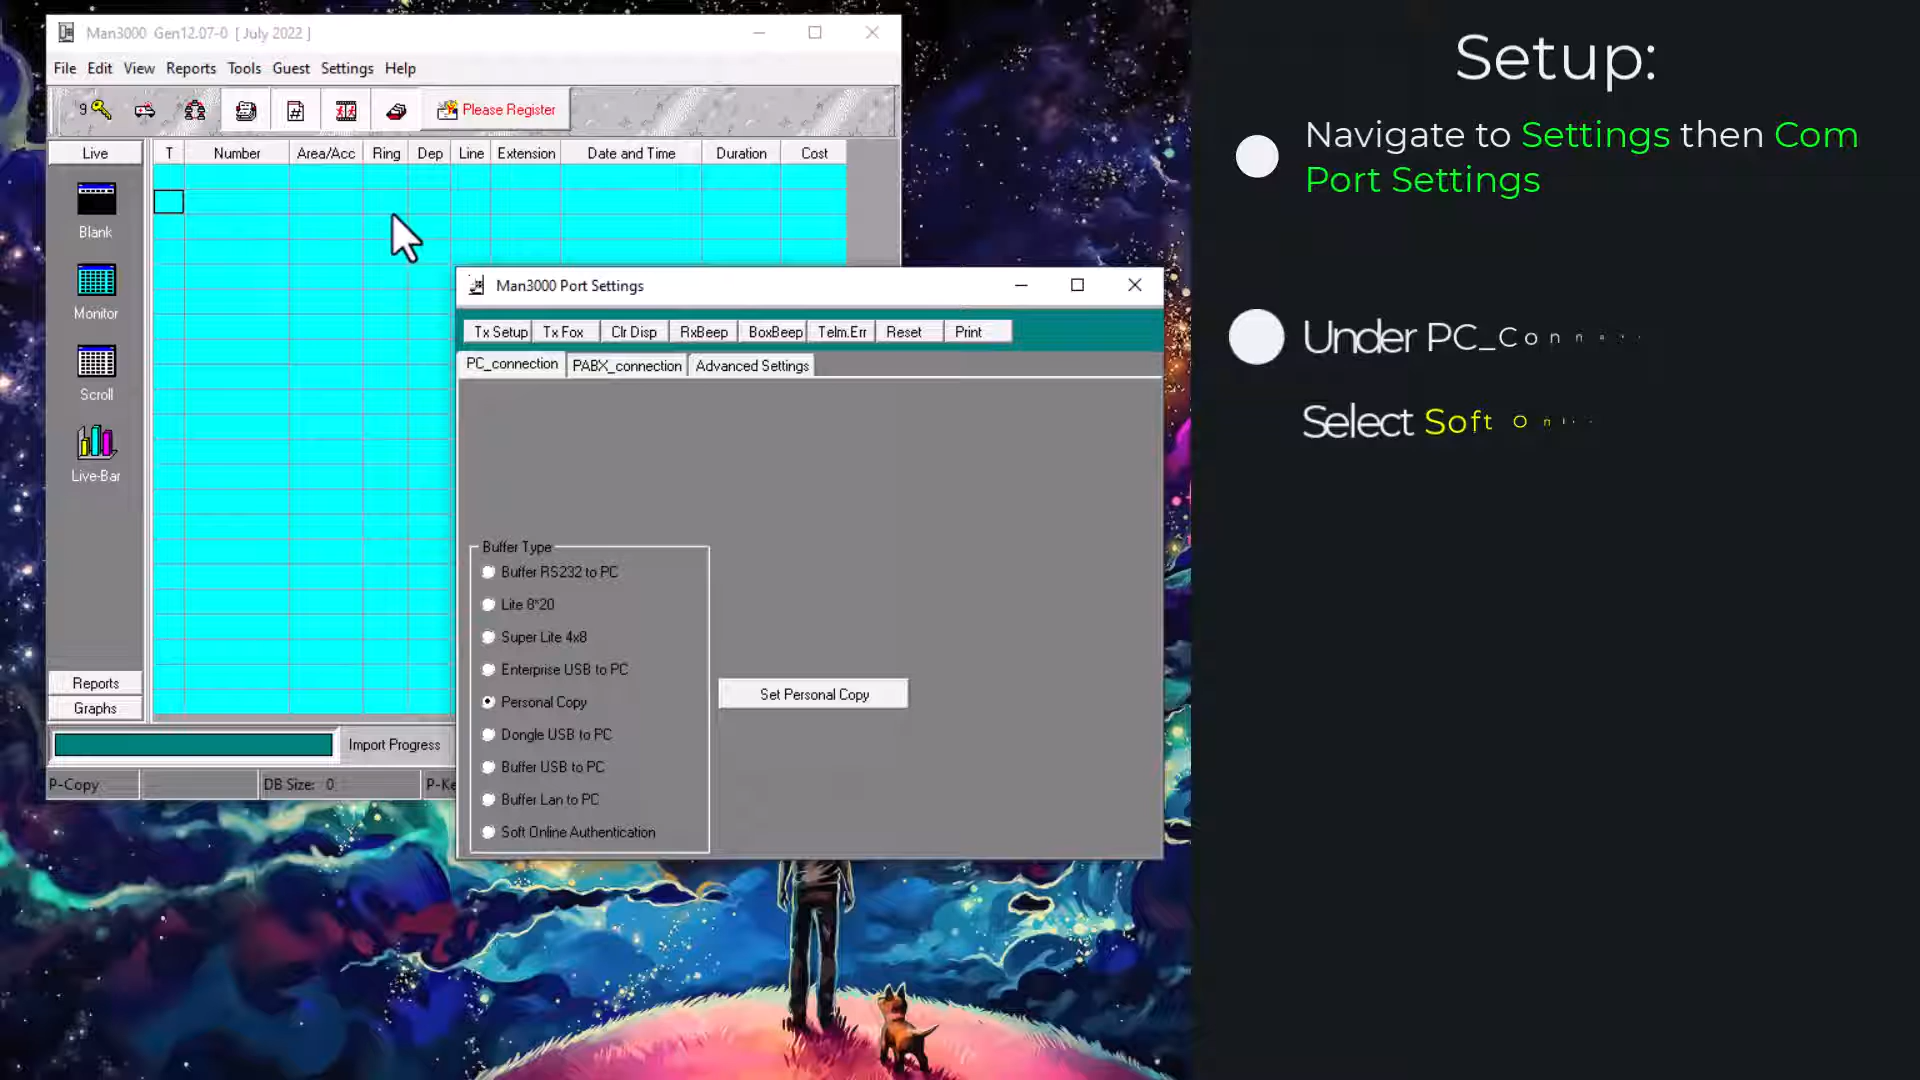 Man3000 Gen12.07-0 [ July 2022 ]
File Edit View Reports Tools Guest Settings Help
9 Please Register
Live T Number Area/Acc Ring Dep Line Extension Date and Time Duration Cost
Blank
Monitor
Scroll
Live-Bar
Reports
Graphs
Import Progress
P-Copy DB Size: 0
Man3000 Port Settings
Tx Setup Tx Fox Clr Disp RxBeep BoxBeep Telm.Err Reset Print
PC_connection PABX_connection Advanced Settings
Buffer Type
Buffer RS232 to PC
Lite 8*20
Super Lite 4x8
Enterprise USB to PC
Personal Copy
Set Personal Copy
Dongle USB to PC
Buffer USB to PC
Buffer Lan to PC
Soft Online Authentication
Setup:
Navigate to Settings then Com
Port Settings
Under
Select Soft